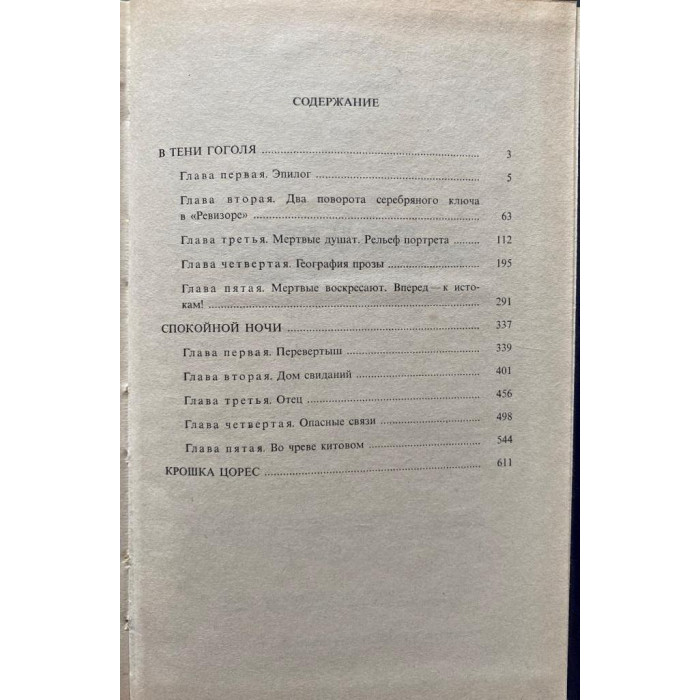 СОДЕРЖАНИЕ
В ТЕНИ ГОГОЛЯ ........ 3
Глава первая. Эпилог ........ 5
Глава вторая. Два поворота серебряного ключа
в «Ревизоре» ........ 63
Глава третья. Мертвые душат. Рельеф портрета ........ 112
Глава четвертая. География прозы ........ 195
Глава пятая. Мертвые воскресают. Вперед — к исто-
кам! ........ 291
СПОКОЙНОЙ НОЧИ ........ 337
Глава первая. Перевертыш ........ 339
Глава вторая. Дом свиданий ........ 401
Глава третья. Отец ........ 456
Глава четвертая. Опасные связи ........ 498
Глава пятая. Во чреве китовом ........ 544
КРОШКА ЦОРЕС ........ 611